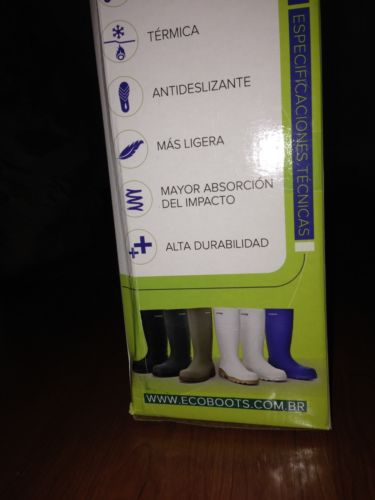 TÉRMICA
ANTIDESLIZANTE
MÁS LIGERA
MAYOR ABSORCIÓN
DEL IMPACTO
ALTA DURABILIDAD
ESPECIFICACIONES TÉCNICAS
WWW.ECOBOOTS.COM.BR